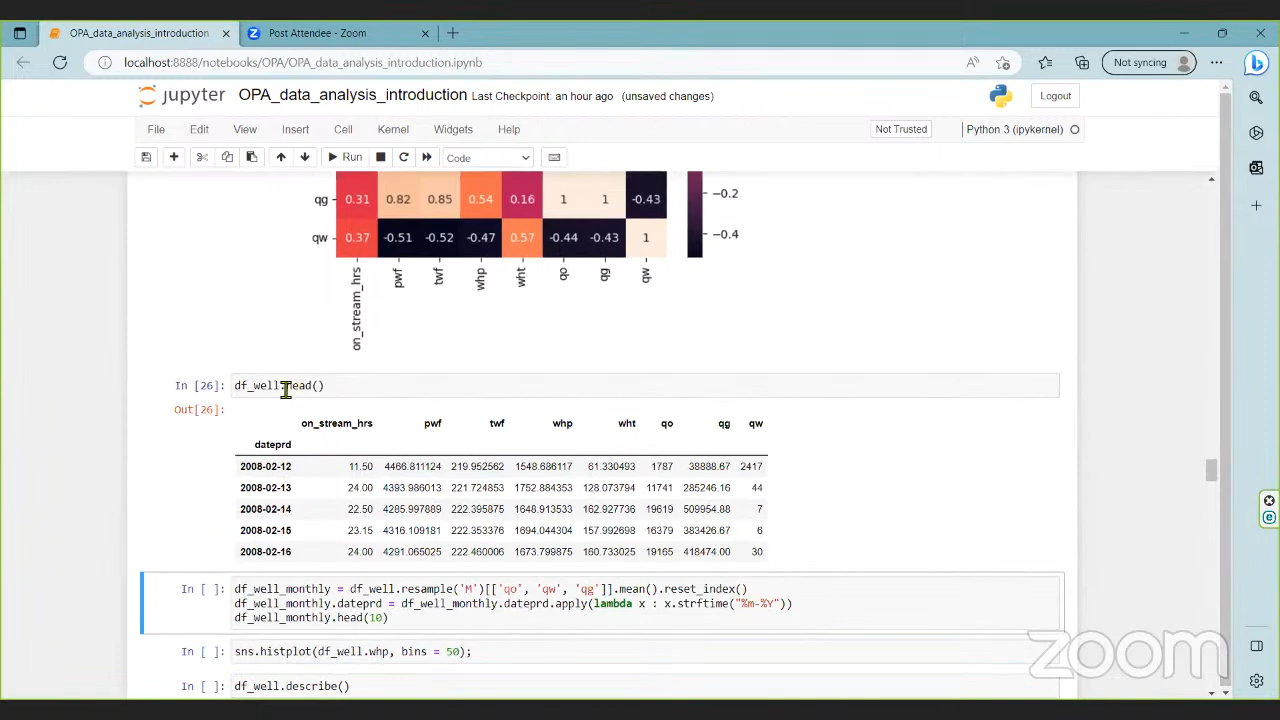 OPA_data_analysis_introduction
Post Attendee - Zoom
localhost:8888/notebooks/OPA/OPA_data_analysis_introduction.ipynb
Not syncing
jupyter OPA_data_analysis_introduction Last Checkpoint: an hour ago (unsaved changes)
Logout
File Edit View Insert Cell Kernel Widgets Help
Not Trusted
Python 3 (ipykernel)
Run
Code
qg 0.31 0.82 0.85 0.54 0.16 1 1 -0.43
−0.2
qw 0.37 -0.51 -0.52 -0.47 0.57 -0.44 -0.43 1
−0.4
on_stream_hrs pwf twf whp wht qo qg qw
In [26]: df_well.head()
Out[26]:
on_stream_hrs pwf twf whp wht qo qg qw
dateprd
2008-02-12 11.50 4466.811124 219.952562 1548.686117 61.330493 1787 38888.67 2417
2008-02-13 24.00 4393.986013 221.724853 1752.884353 128.073794 11741 285246.16 44
2008-02-14 22.50 4285.997889 222.395875 1648.913533 162.927736 19619 509954.88 7
2008-02-15 23.15 4316.109181 222.353376 1694.044304 157.992698 16379 383426.67 6
2008-02-16 24.00 4291.065025 222.460006 1673.799875 160.733025 19165 418474.00 30
In [ ]: df_well_monthly = df_well.resample('M')[['qo', 'qw', 'qg']].mean().reset_index()
df_well_monthly.dateprd = df_well_monthly.dateprd.apply(lambda x : x.strftime("%m-%Y"))
df_well_monthly.head(10)
In [ ]: sns.histplot(df_well.whp, bins = 50);
In [ ]: df_well.describe()
zoom